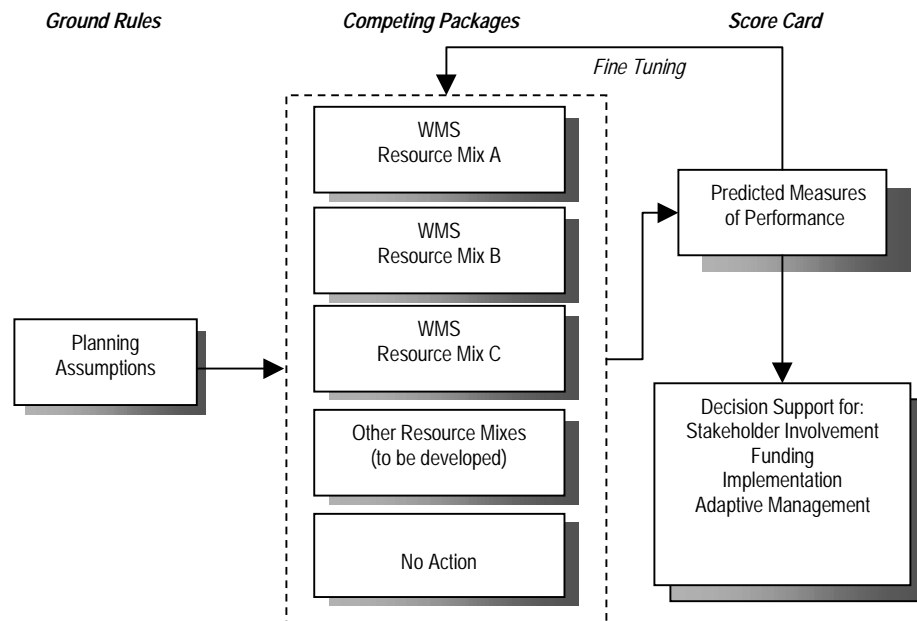 Ground Rules
Competing Packages
Score Card
Fine Tuning
WMS
Resource Mix A
WMS
Resource Mix B
WMS
Resource Mix C
Other Resource Mixes
(to be developed)
No Action
Planning
Assumptions
Predicted Measures
of Performance
Decision Support for:
Stakeholder Involvement
Funding
Implementation
Adaptive Management